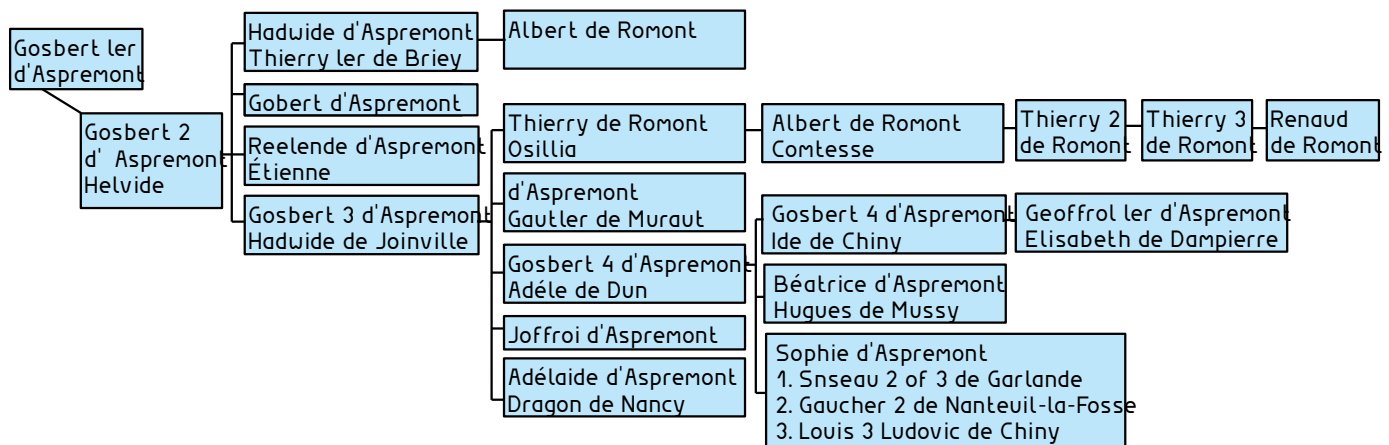 Gosbert ler
d'Aspremont
Gosbert 2
d' Aspremont
Helvide
Hadwide d'Aspremont
Thierry ler de Briey
Gobert d'Aspremont
Reelende d'Aspremont
Étienne
Gosbert 3 d'Aspremont
Hadwide de Joinville
Albert de Romont
Thierry de Romont
Osillia
d'Aspremont
Gautler de Muraut
Gosbert 4 d'Aspremont
Adéle de Dun
Joffroi d'Aspremont
Adélaide d'Aspremont
Dragon de Nancy
Albert de Romont
Comtesse
Gosbert 4 d'Aspremont
Ide de Chiny
Béatrice d'Aspremont
Hugues de Mussy
Sophie d'Aspremont
1. Snseau 2 of 3 de Garlande
2. Gaucher 2 de Nanteuil-la-Fosse
3. Louis 3 Ludovic de Chiny
Thierry 2
de Romont
Thierry 3
de Romont
Renaud
de Romont
Geoffrol ler d'Aspremont
Elisabeth de Dampierre